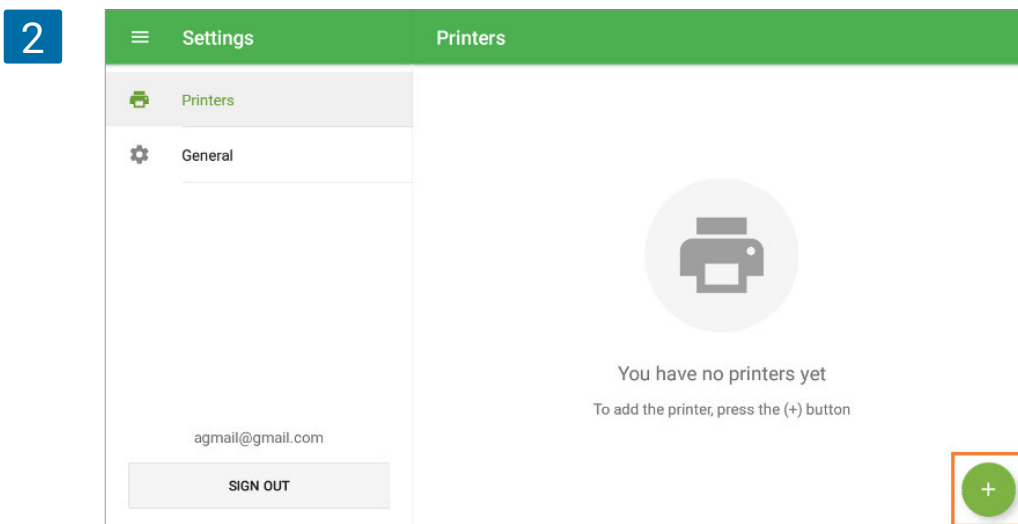 2
Settings
Printers
Printers
General
You have no printers yet
To add the printer, press the (+) button
agmail@gmail.com
SIGN OUT
+